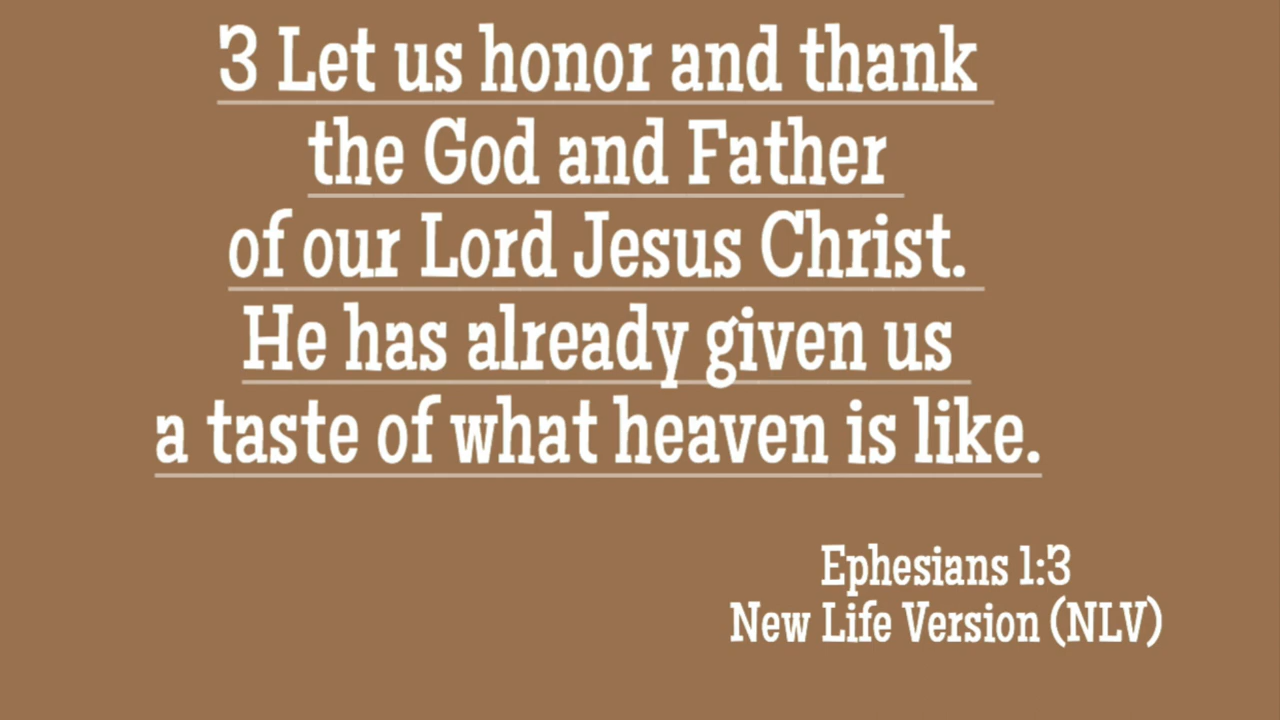 3 Let us honor and thank
the God and Father
of our Lord Jesus Christ.
He has already given us
a taste of what heaven is like.
Ephesians 1:3
New Life Version (NLV)